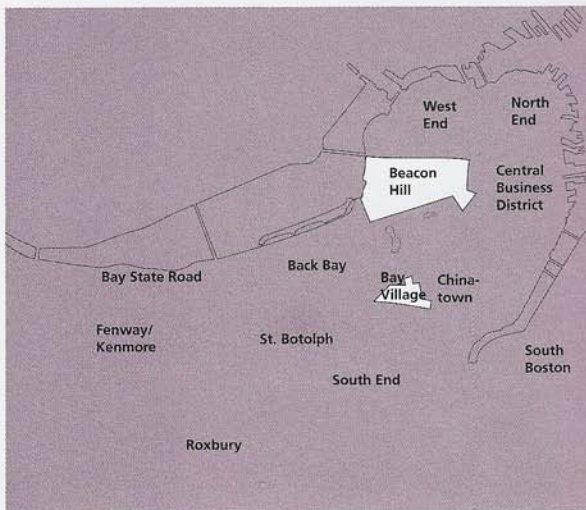 West
End
North
End
Beacon
Hill
Central
Business
District
Back Bay
Bay State Road
Bay
Village
China-
town
Fenway/
Kenmore
St. Botolph
South
Boston
South End
Roxbury